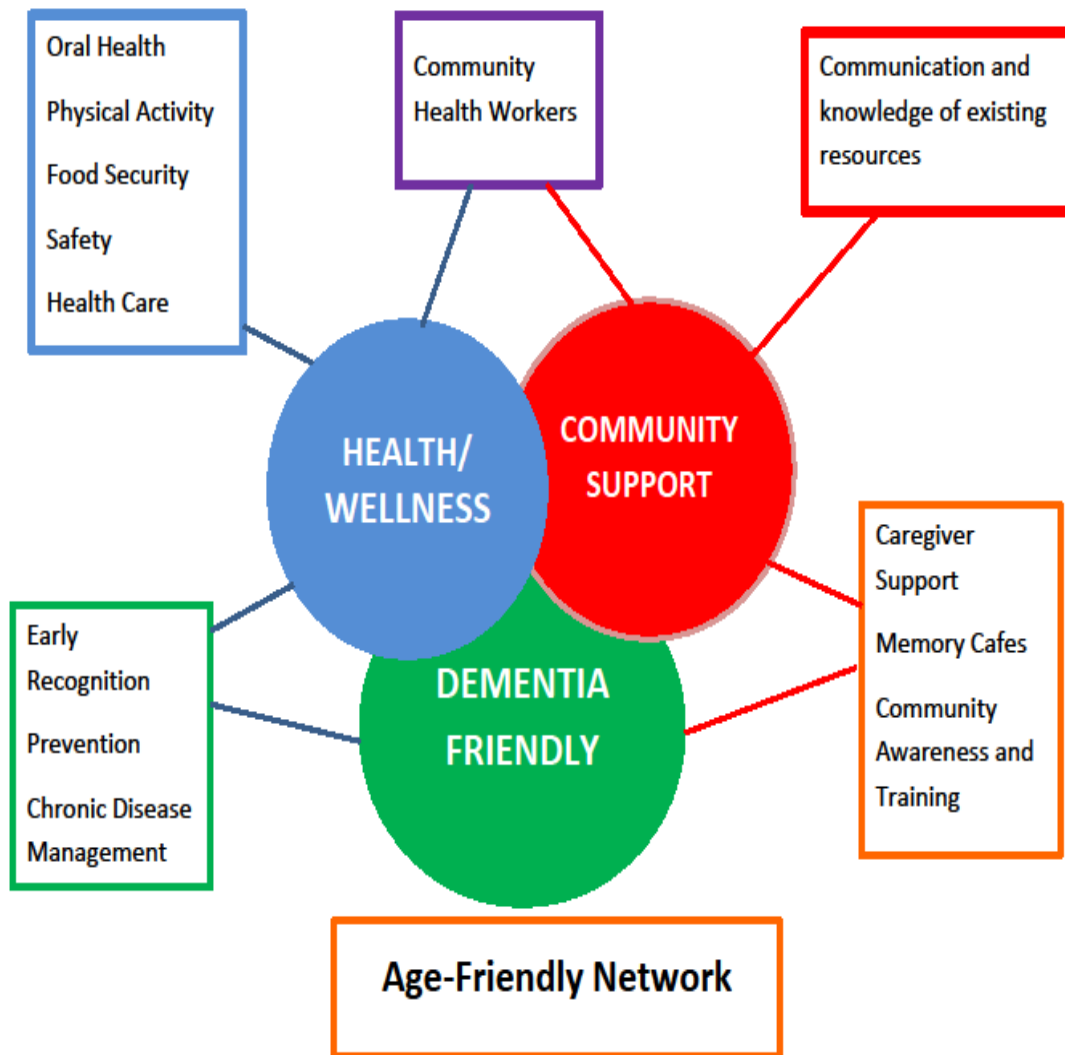 Oral Health
Physical Activity
Food Security
Safety
Health Care
Community
Health Workers
Communication and
knowledge of existing
resources
HEALTH/
WELLNESS
COMMUNITY
SUPPORT
DEMENTIA
FRIENDLY
Early
Recognition
Prevention
Chronic Disease
Management
Caregiver
Support
Memory Cafes
Community
Awareness and
Training
Age-Friendly Network